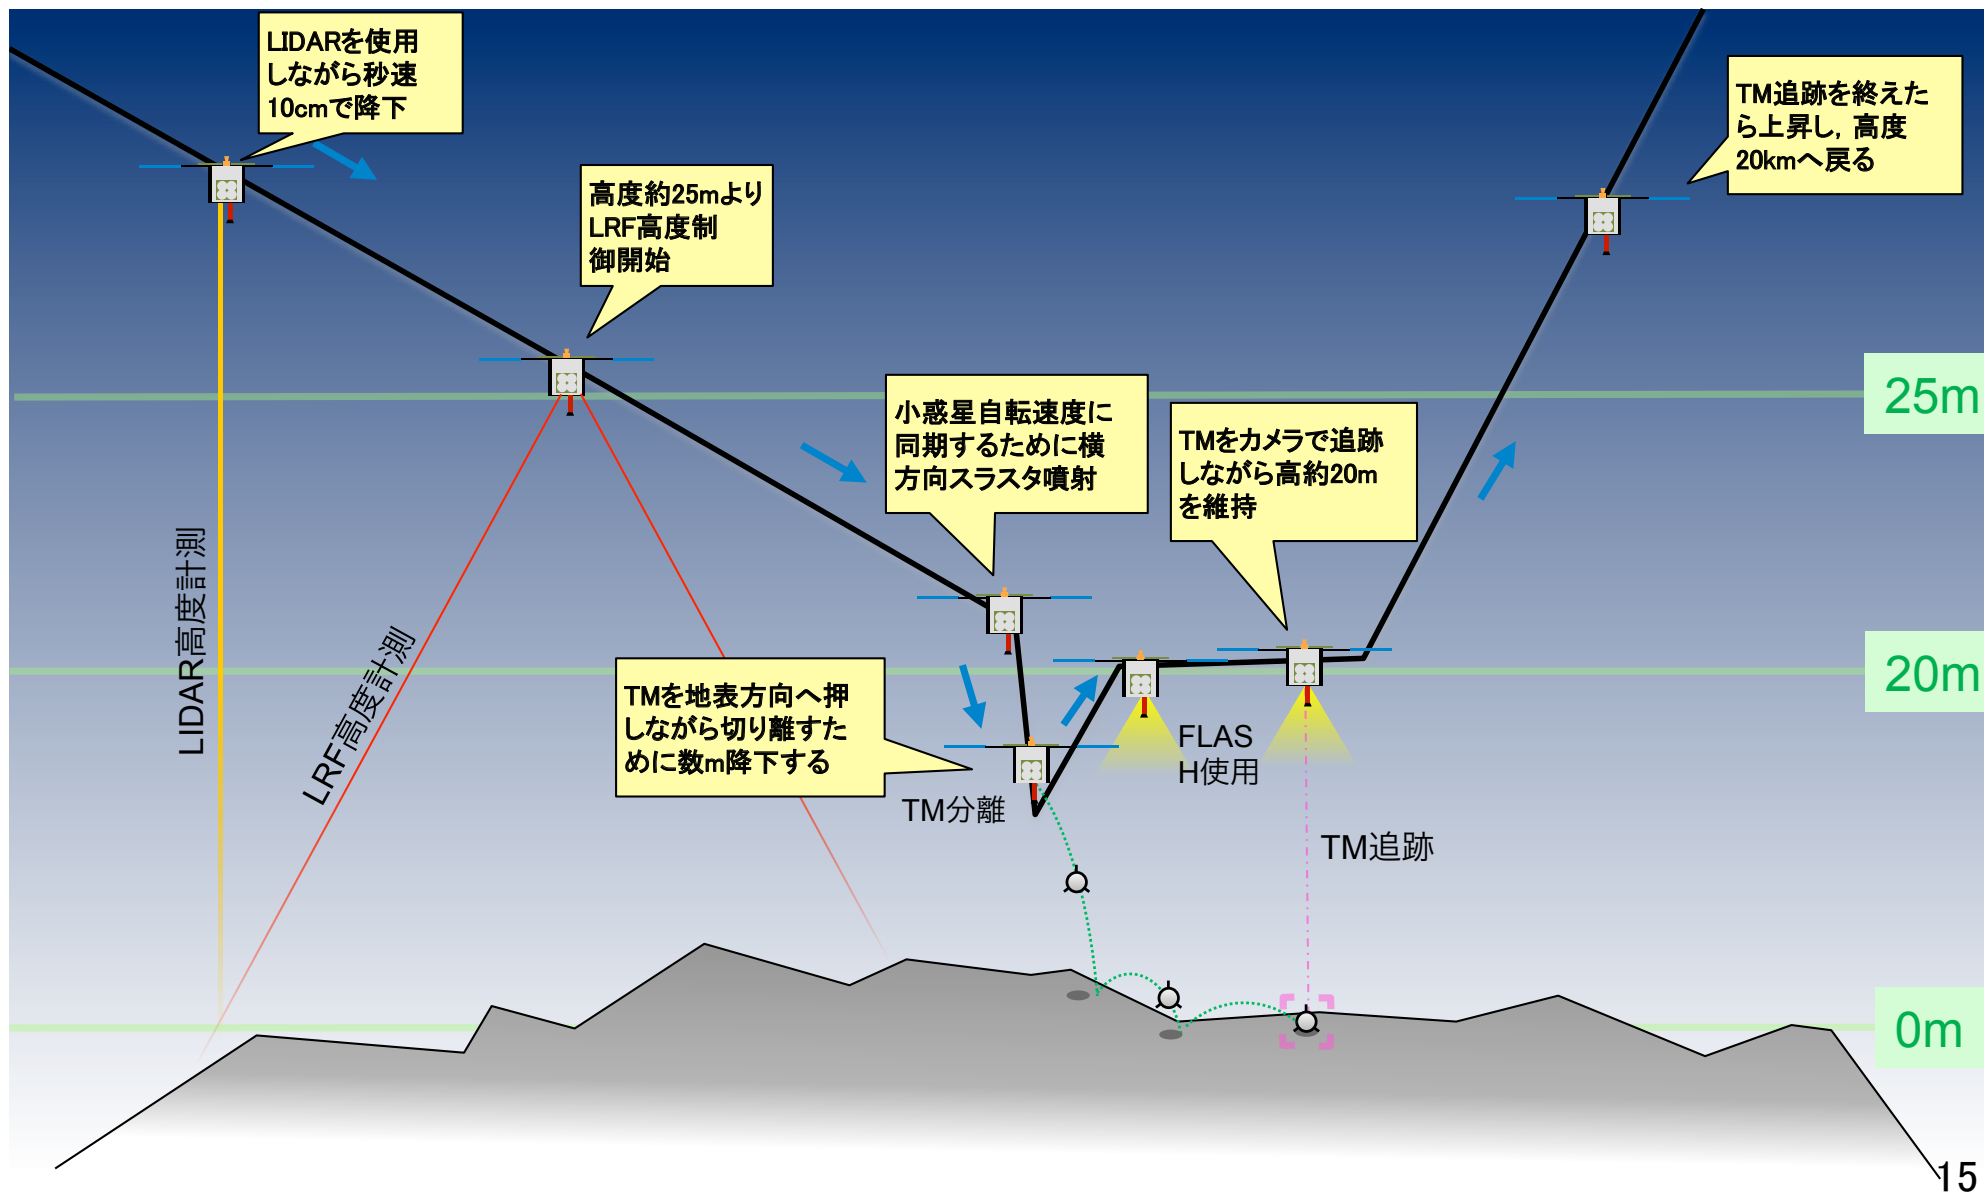 LIDARを使用
しながら秒速
10cmで降下
TM追跡を終えた
ら上昇し, 高度
20kmへ戻る
高度約25mより
LRF高度制
御開始
25m
小惑星自転速度に
同期するために横
方向スラスタ噴射
TMをカメラで追跡
しながら高約20m
を維持
LIDAR高度計測
LRF高度計測
20m
TMを地表方向へ押
しながら切り離すた
めに数m降下する
FLAS
H使用
TM分離
TM追跡
0m
15